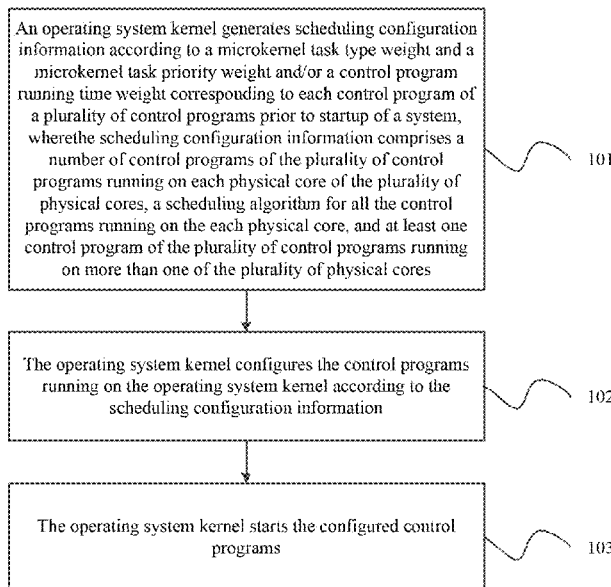 An operating system kernel generates scheduling configuration
information according to a microkernel task type weight and a
microkernel task priority weight and/or a control program
running time weight corresponding to each control program of
a plurality of control programs prior to startup of a system,
wherethe scheduling configuration information comprises a
number of control programs of the plurality of control
programs running on each physical core of the plurality of
physical cores, a scheduling algorithm for all the control
programs running on the each physical core, and at least one
control program of the plurality of control programs running
on more than one of the plurality of physical cores
101
The operating system kernel configures the control programs
running on the operating system kernel according to the
scheduling configuration information
102
The operating system kernel starts the configured control
programs
103